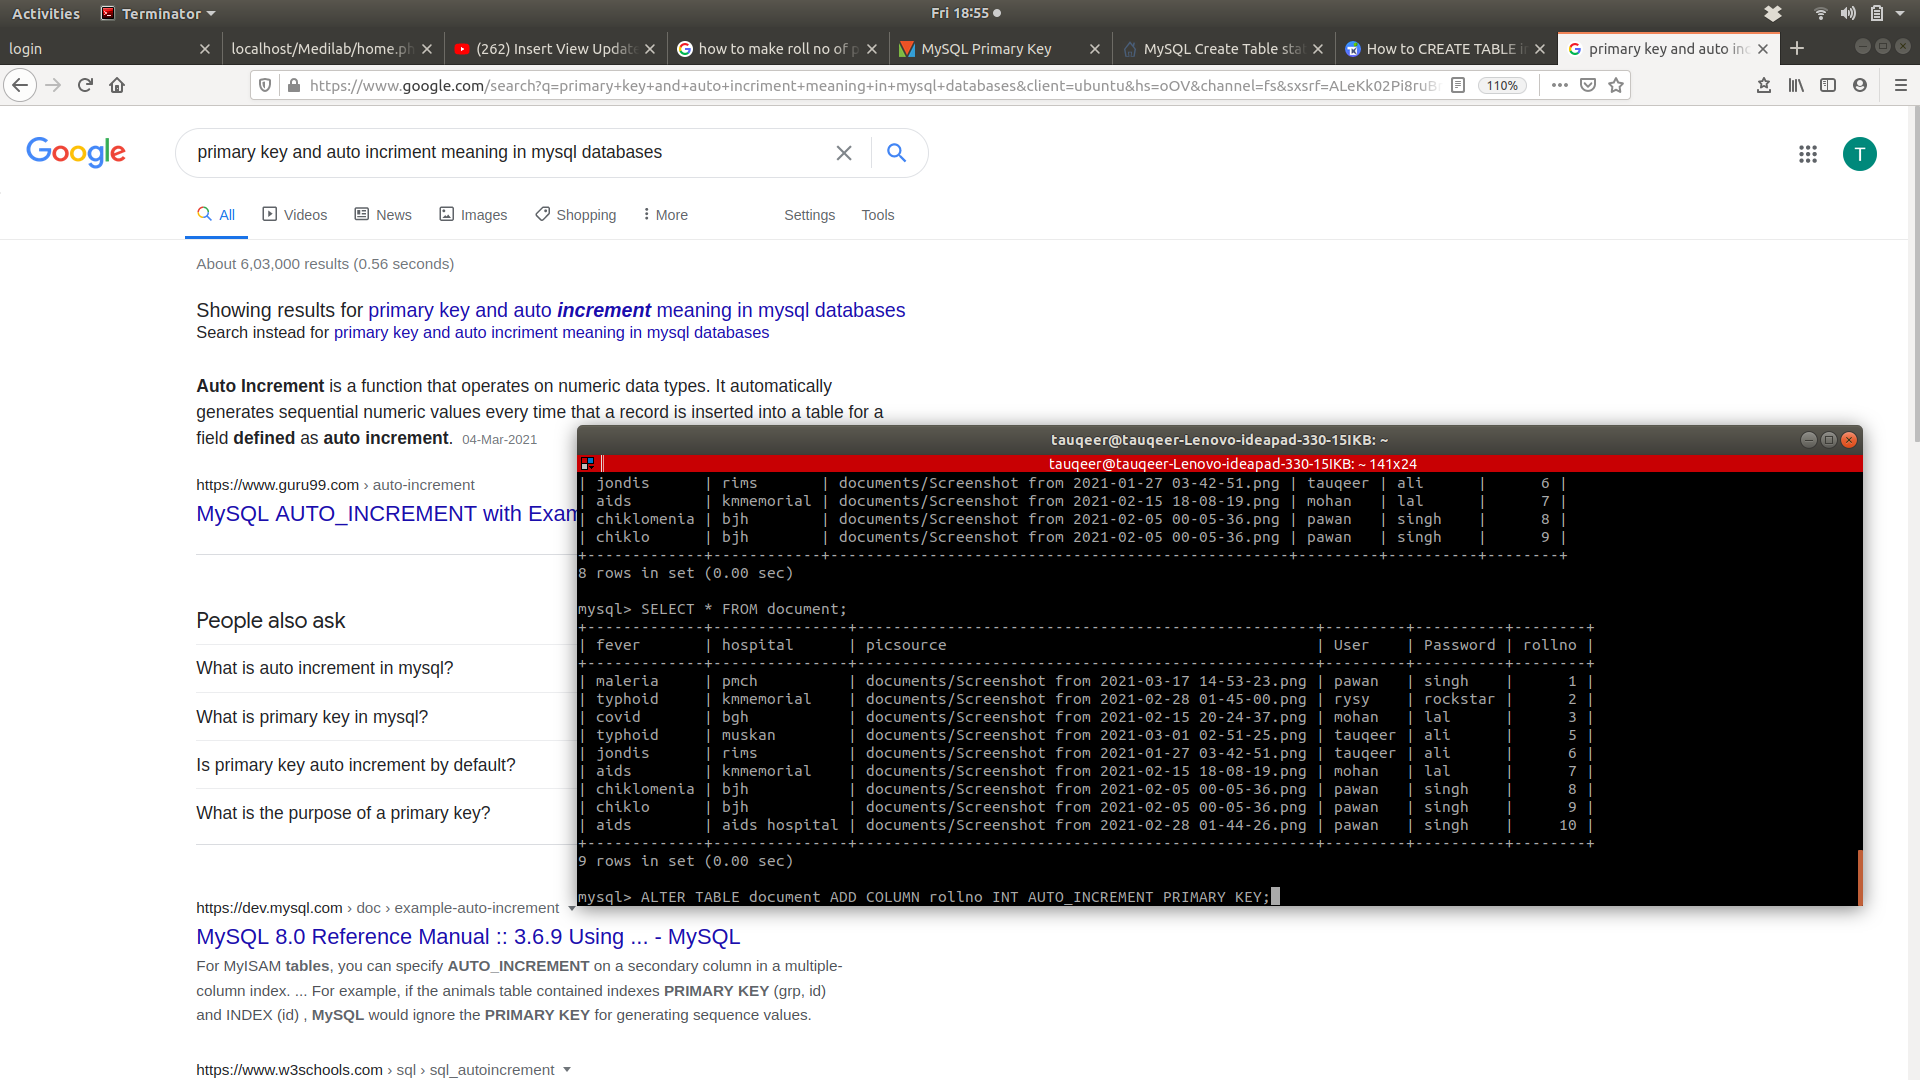 Activities Terminator Fri 18:55
login localhost/Medilab/home.ph (262) Insert View Update how to make roll no of p MySQL Primary Key MySQL Create Table sta How to CREATE TABLE i primary key and auto inc
https://www.google.com/search?q=primary+key+and+auto+incriment+meaning+in+mysql+databases&client=ubuntu&hs=oOV&channel=fs&sxsrf=ALeKk02Pi8ruB 110%
Google primary key and auto incriment meaning in mysql databases T
All Videos News Images Shopping More Settings Tools
About 6,03,000 results (0.56 seconds)
Showing results for primary key and auto increment meaning in mysql databases
Search instead for primary key and auto incriment meaning in mysql databases
Auto Increment is a function that operates on numeric data types. It automatically
generates sequential numeric values every time that a record is inserted into a table for a
field defined as auto increment. 04-Mar-2021
https://www.guru99.com › auto-increment
MySQL AUTO_INCREMENT with Exam
People also ask
What is auto increment in mysql?
What is primary key in mysql?
Is primary key auto increment by default?
What is the purpose of a primary key?
https://dev.mysql.com › doc › example-auto-increment
MySQL 8.0 Reference Manual :: 3.6.9 Using ... - MySQL
For MyISAM tables, you can specify AUTO_INCREMENT on a secondary column in a multiple-
column index. ... For example, if the animals table contained indexes PRIMARY KEY (grp, id)
and INDEX (id) , MySQL would ignore the PRIMARY KEY for generating sequence values.
https://www.w3schools.com › sql › sql_autoincrement
tauqeer@tauqeer-Lenovo-ideapad-330-15IKB: ~
tauqeer@tauqeer-Lenovo-ideapad-330-15IKB: ~ 141x24
| jondis | rims | documents/Screenshot from 2021-01-27 03-42-51.png | tauqeer | ali | 6 |
| aids | kmmemorial | documents/Screenshot from 2021-02-15 18-08-19.png | mohan | lal | 7 |
| chiklomenia | bjh | documents/Screenshot from 2021-02-05 00-05-36.png | pawan | singh | 8 |
| chiklo | bjh | documents/Screenshot from 2021-02-05 00-05-36.png | pawan | singh | 9 |
+-------------+------------+---------------------------------------------------+---------+----------+--------+
8 rows in set (0.00 sec)
mysql> SELECT * FROM document;
+-------------+---------------+---------------------------------------------------+---------+----------+--------+
| fever | hospital | picsource | User | Password | rollno |
+-------------+---------------+---------------------------------------------------+---------+----------+--------+
| maleria | pmch | documents/Screenshot from 2021-03-17 14-53-23.png | pawan | singh | 1 |
| typhoid | kmmemorial | documents/Screenshot from 2021-02-28 01-45-00.png | rysy | rockstar | 2 |
| covid | bgh | documents/Screenshot from 2021-02-15 20-24-37.png | mohan | lal | 3 |
| typhoid | muskan | documents/Screenshot from 2021-03-01 02-51-25.png | tauqeer | ali | 5 |
| jondis | rims | documents/Screenshot from 2021-01-27 03-42-51.png | tauqeer | ali | 6 |
| aids | kmmemorial | documents/Screenshot from 2021-02-15 18-08-19.png | mohan | lal | 7 |
| chiklomenia | bjh | documents/Screenshot from 2021-02-05 00-05-36.png | pawan | singh | 8 |
| chiklo | bjh | documents/Screenshot from 2021-02-05 00-05-36.png | pawan | singh | 9 |
| aids | aids hospital | documents/Screenshot from 2021-02-28 01-44-26.png | pawan | singh | 10 |
+-------------+---------------+---------------------------------------------------+---------+----------+--------+
9 rows in set (0.00 sec)
mysql> ALTER TABLE document ADD COLUMN rollno INT AUTO_INCREMENT PRIMARY KEY;